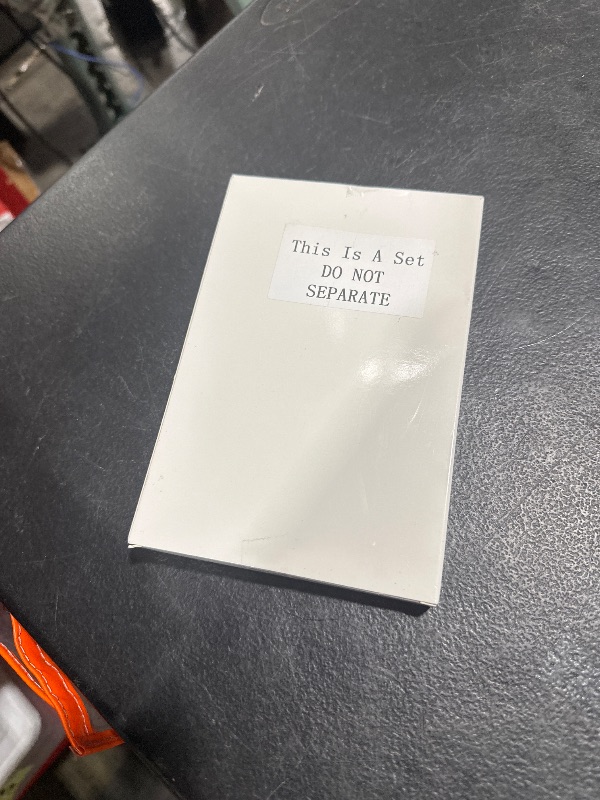 This Is A Set
DO NOT
SEPARATE